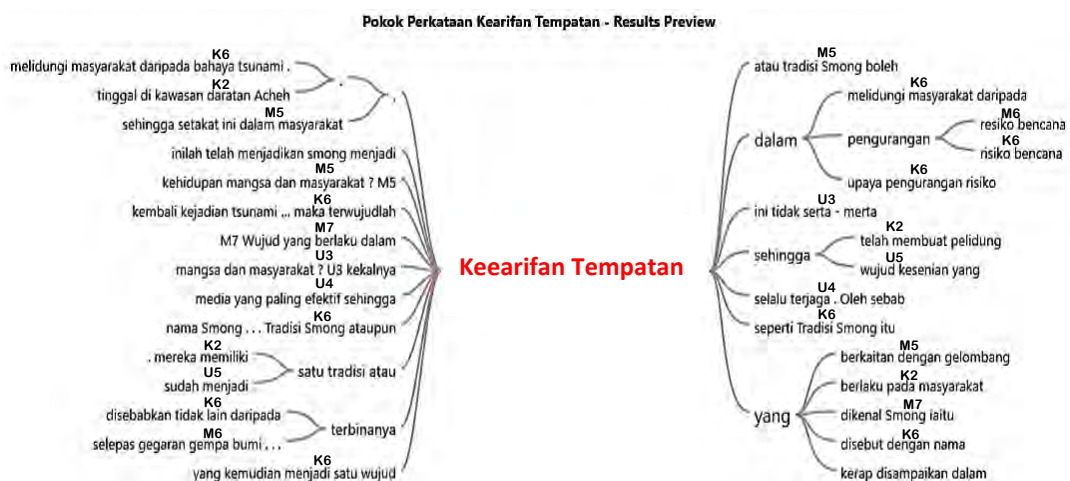 Pokok Perkataan Kearifan Tempatan - Results Preview
K6
melidungi masyarakat daripada bahaya tsunami .
K2
tinggal di kawasan daratan Acheh
.
,
M5
sehingga setakat ini dalam masyarakat
inilah telah menjadikan smong menjadi
M5
kehidupan mangsa dan masyarakat ? M5
K6
kembali kejadian tsunami ... maka terwujudlah
M7
M7 Wujud yang berlaku dalam
U3
mangsa dan masyarakat ? U3 kekalnya
U4
media yang paling efektif sehingga
K6
nama Smong . . . Tradisi Smong ataupun
K2
. mereka memiliki
U5
sudah menjadi
satu tradisi atau
K6
disebabkan tidak lain daripada
M6
selepas gegaran gempa bumi . . .
terbinanya
K6
yang kemudian menjadi satu wujud
Keearifan Tempatan
M5
atau tradisi Smong boleh
dalam
K6
melidungi masyarakat daripada
pengurangan
M6
resiko bencana
K6
risiko bencana
K6
upaya pengurangan risiko
U3
ini tidak serta - merta
sehingga
K2
telah membuat pelidung
U5
wujud kesenian yang
U4
selalu terjaga . Oleh sebab
K6
seperti Tradisi Smong itu
yang
M5
berkaitan dengan gelombang
K2
berlaku pada masyarakat
M7
dikenal Smong iaitu
K6
disebut dengan nama
kerap disampaikan dalam